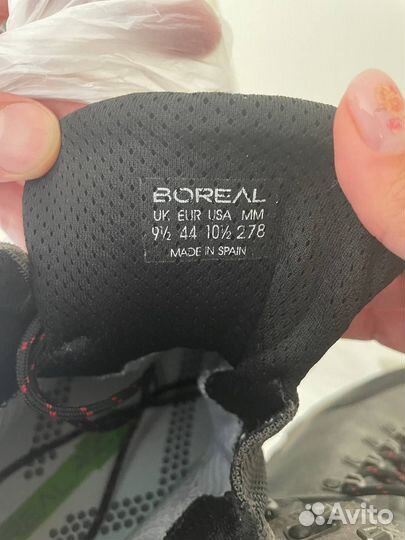 BOREAL
UK EUR USA MM
9½ 44 10½ 278
MADE IN SPAIN
Avito